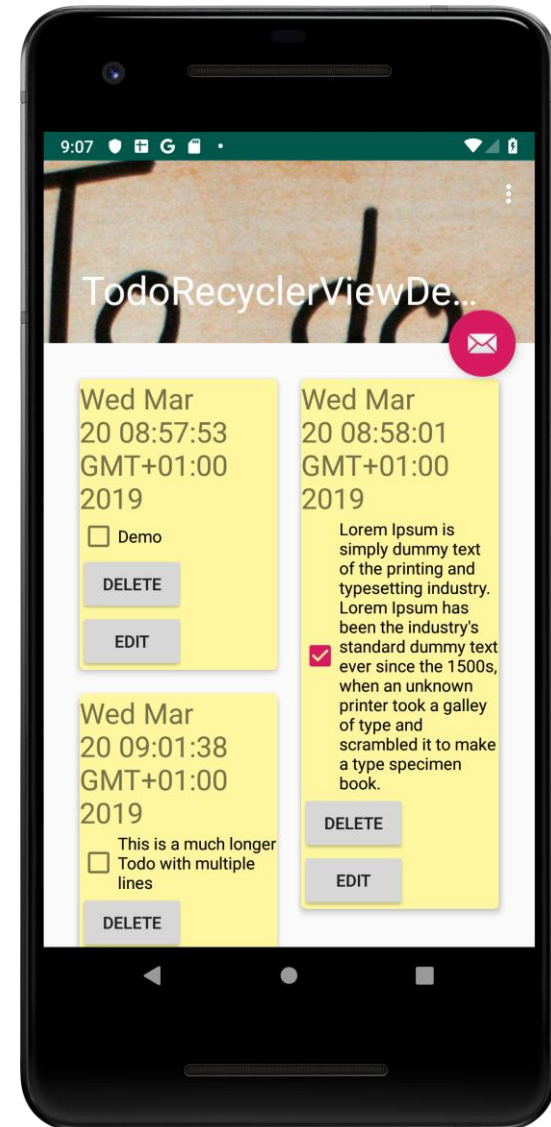 9:07
To do
TodoRecyclerViewDe...
Wed Mar
20 08:57:53
GMT+01:00
2019
Demo
DELETE
EDIT
Wed Mar
20 09:01:38
GMT+01:00
2019
This is a much longer
Todo with multiple
lines
DELETE
Wed Mar
20 08:58:01
GMT+01:00
2019
Lorem Ipsum is
simply dummy text
of the printing and
typesetting industry.
Lorem Ipsum has
been the industry's
standard dummy text
ever since the 1500s,
when an unknown
printer took a galley
of type and
scrambled it to make
a type specimen
book.
DELETE
EDIT